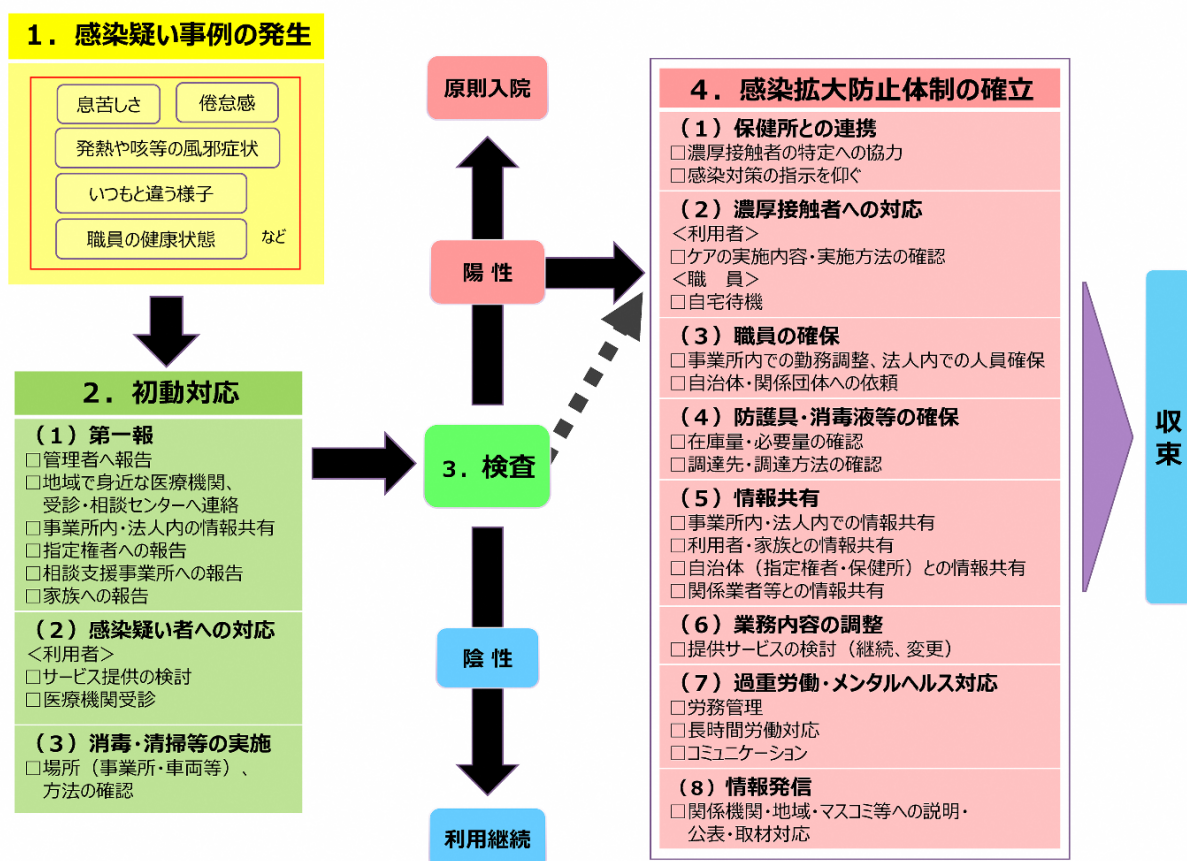 1. 感染疑い事例の発生
息苦しさ
倦怠感
発熱や咳等の風邪症状
いつもと違う様子
職員の健康状態
など
2. 初動対応
(1)第一報
□管理者へ報告
□地域で身近な医療機関、
受診・相談センターへ連絡
□事業所内・法人内の情報共有
□指定権者への報告
□相談支援事業所への報告
□家族への報告
(2)感染疑い者への対応
<利用者>
□サービス提供の検討
□医療機関受診
(3)消毒・清掃等の実施
□場所(事業所・車両等)、
方法の確認
原則入院
陽 性
3. 検査
陰 性
利用継続
4. 感染拡大防止体制の確立
(1)保健所との連携
□濃厚接触者の特定への協力
□感染対策の指示を仰ぐ
(2)濃厚接触者への対応
<利用者>
□ケアの実施内容・実施方法の確認
<職 員>
□自宅待機
(3)職員の確保
□事業所内での勤務調整、法人内での人員確保
□自治体・関係団体への依頼
(4)防護具・消毒液等の確保
□在庫量・必要量の確認
□調達先・調達方法の確認
(5)情報共有
□事業所内・法人内での情報共有
□利用者・家族との情報共有
□自治体(指定権者・保健所)との情報共有
□関係業者等との情報共有
(6)業務内容の調整
□提供サービスの検討(継続、変更)
(7)過重労働・メンタルヘルス対応
□労務管理
□長時間労働対応
□コミュニケーション
(8)情報発信
□関係機関・地域・マスコミ等への説明・
公表・取材対応
収束